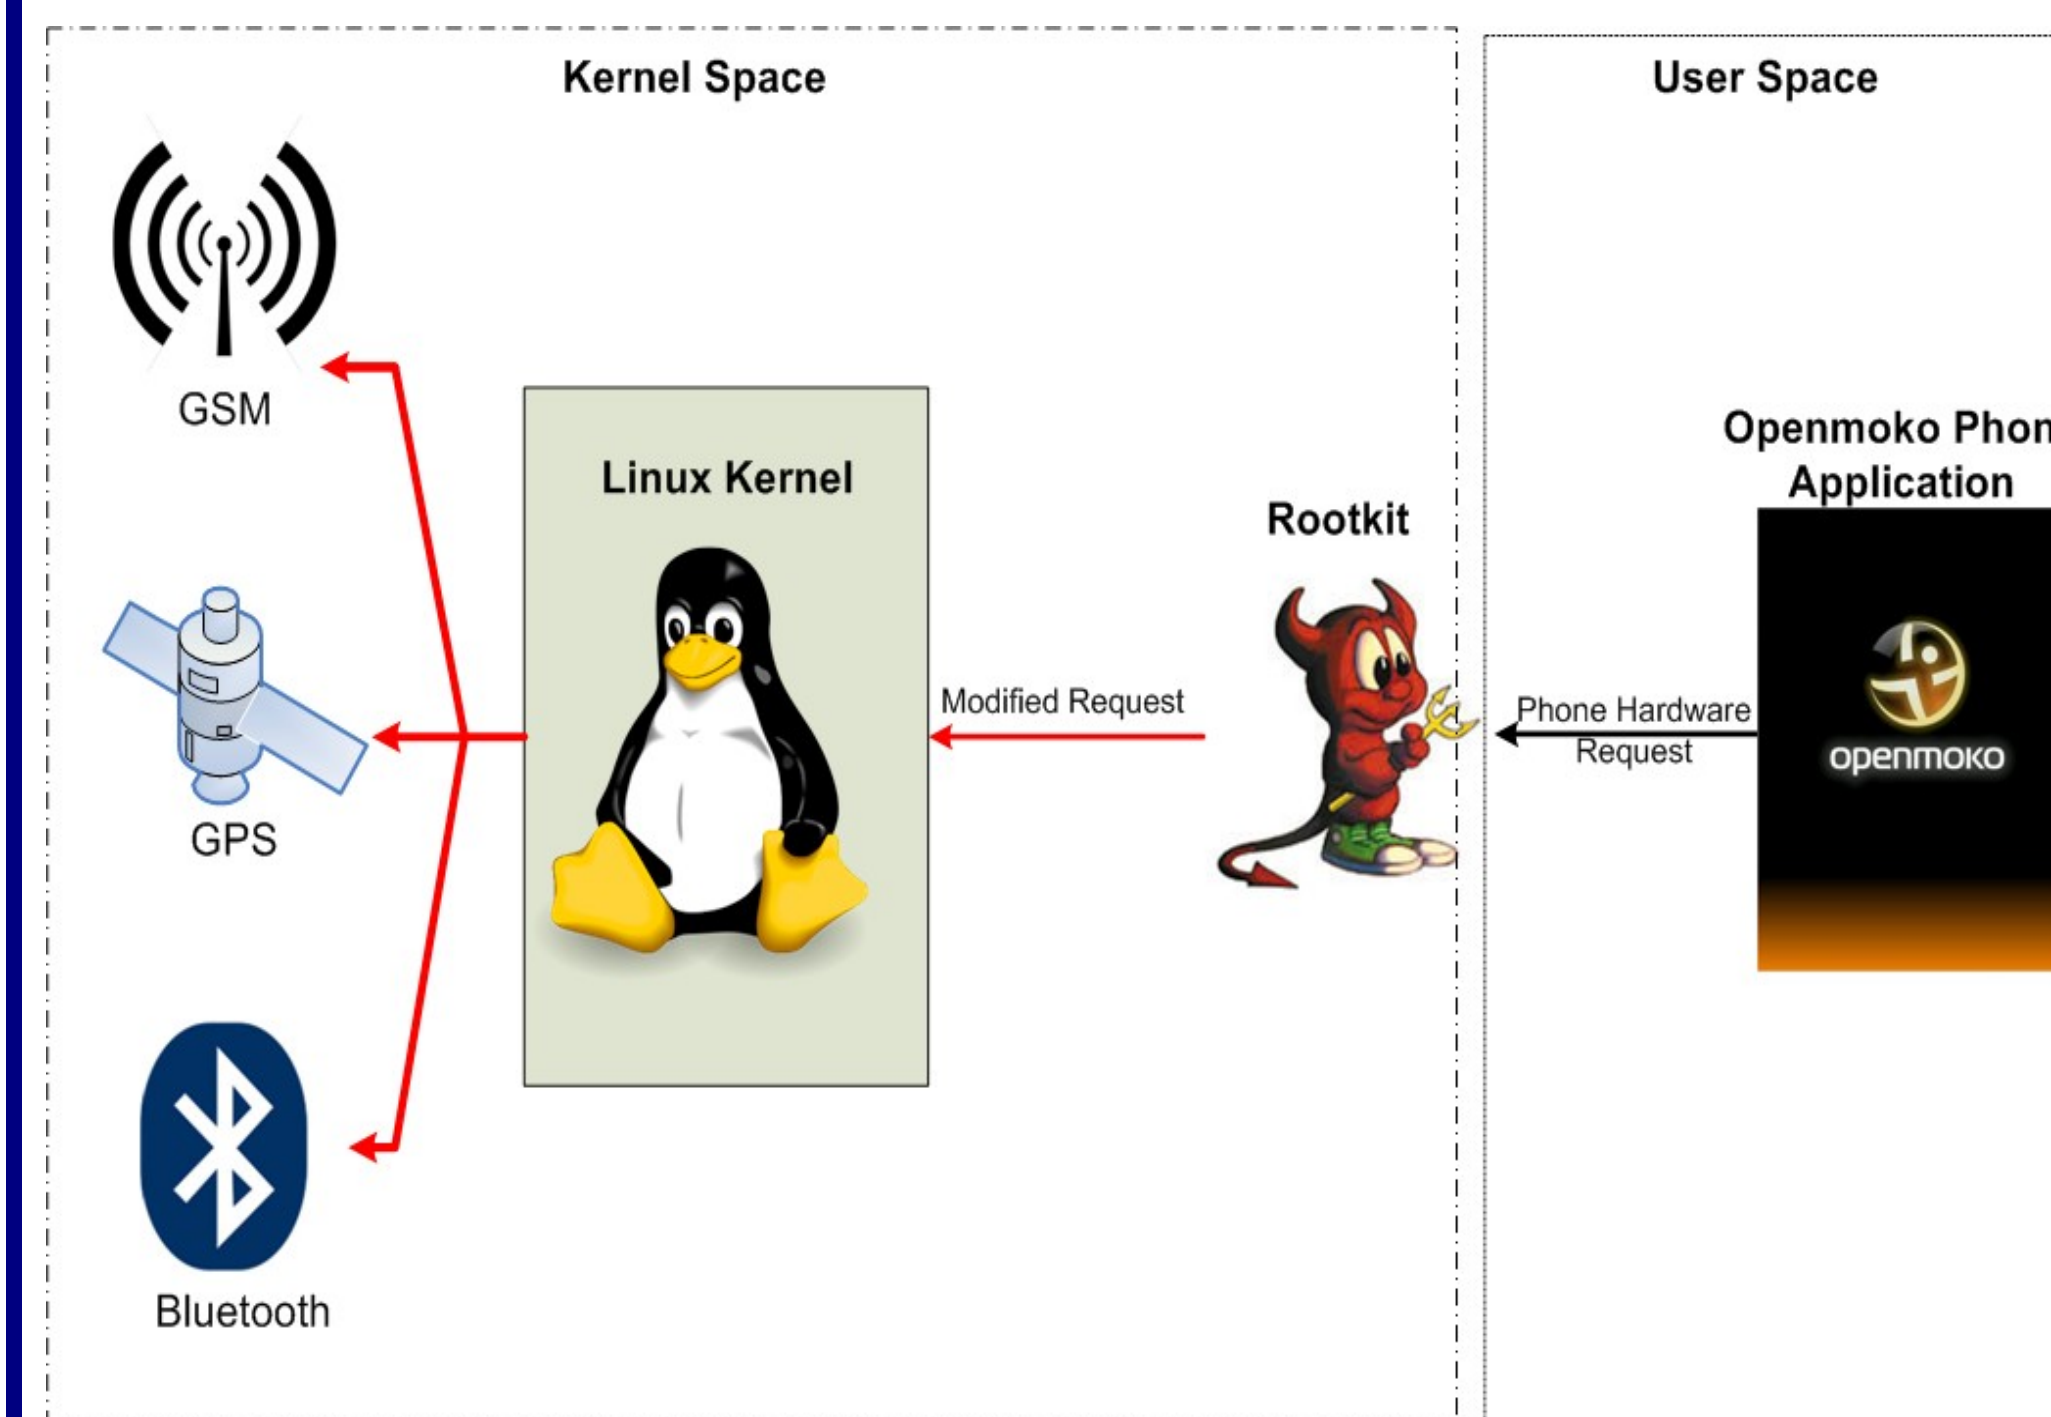 Kernel Space
User Space
GSM
Linux Kernel
Openmoko Phon
Application
Rootkit
Modified Request
Phone Hardware
Request
openmoko
GPS
Bluetooth